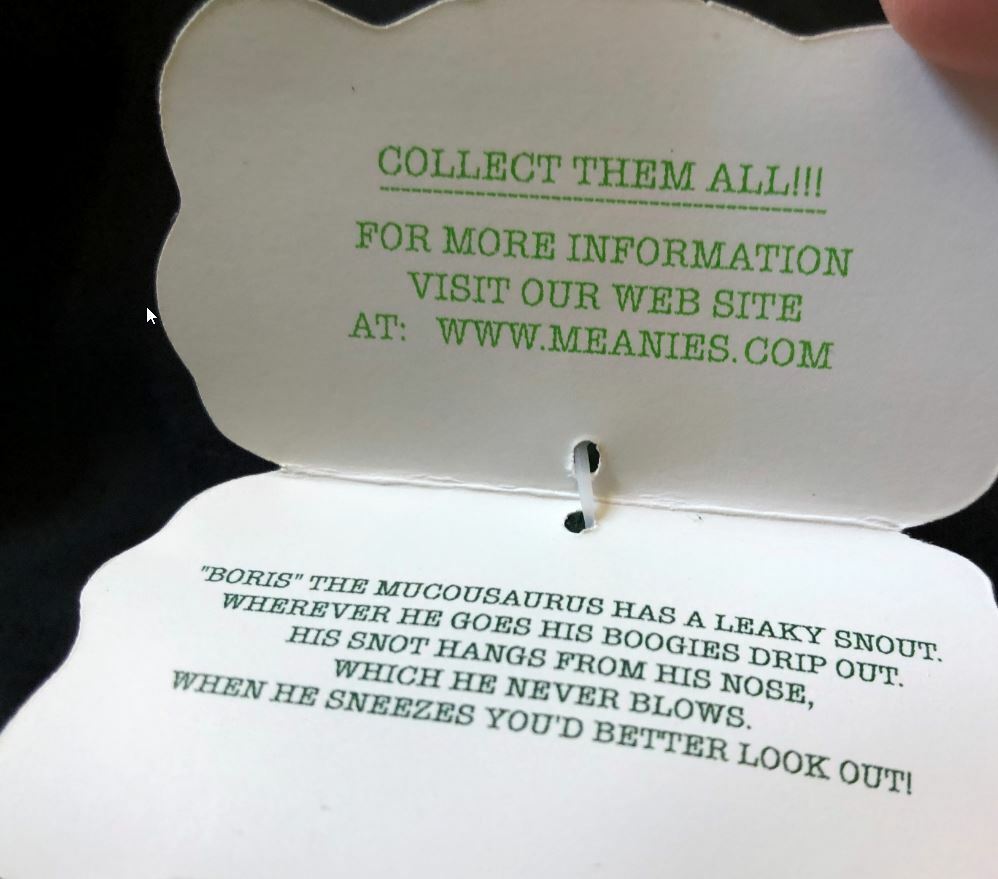 COLLECT THEM ALL!!!
FOR MORE INFORMATION
VISIT OUR WEB SITE
AT: WWW.MEANIES.COM
"BORIS" THE MUCOUSAURUS HAS A LEAKY SNOUT.
WHEREVER HE GOES HIS BOOGIES DRIP OUT.
HIS SNOT HANGS FROM HIS NOSE,
WHICH HE NEVER BLOWS.
WHEN HE SNEEZES YOU'D BETTER LOOK OUT!